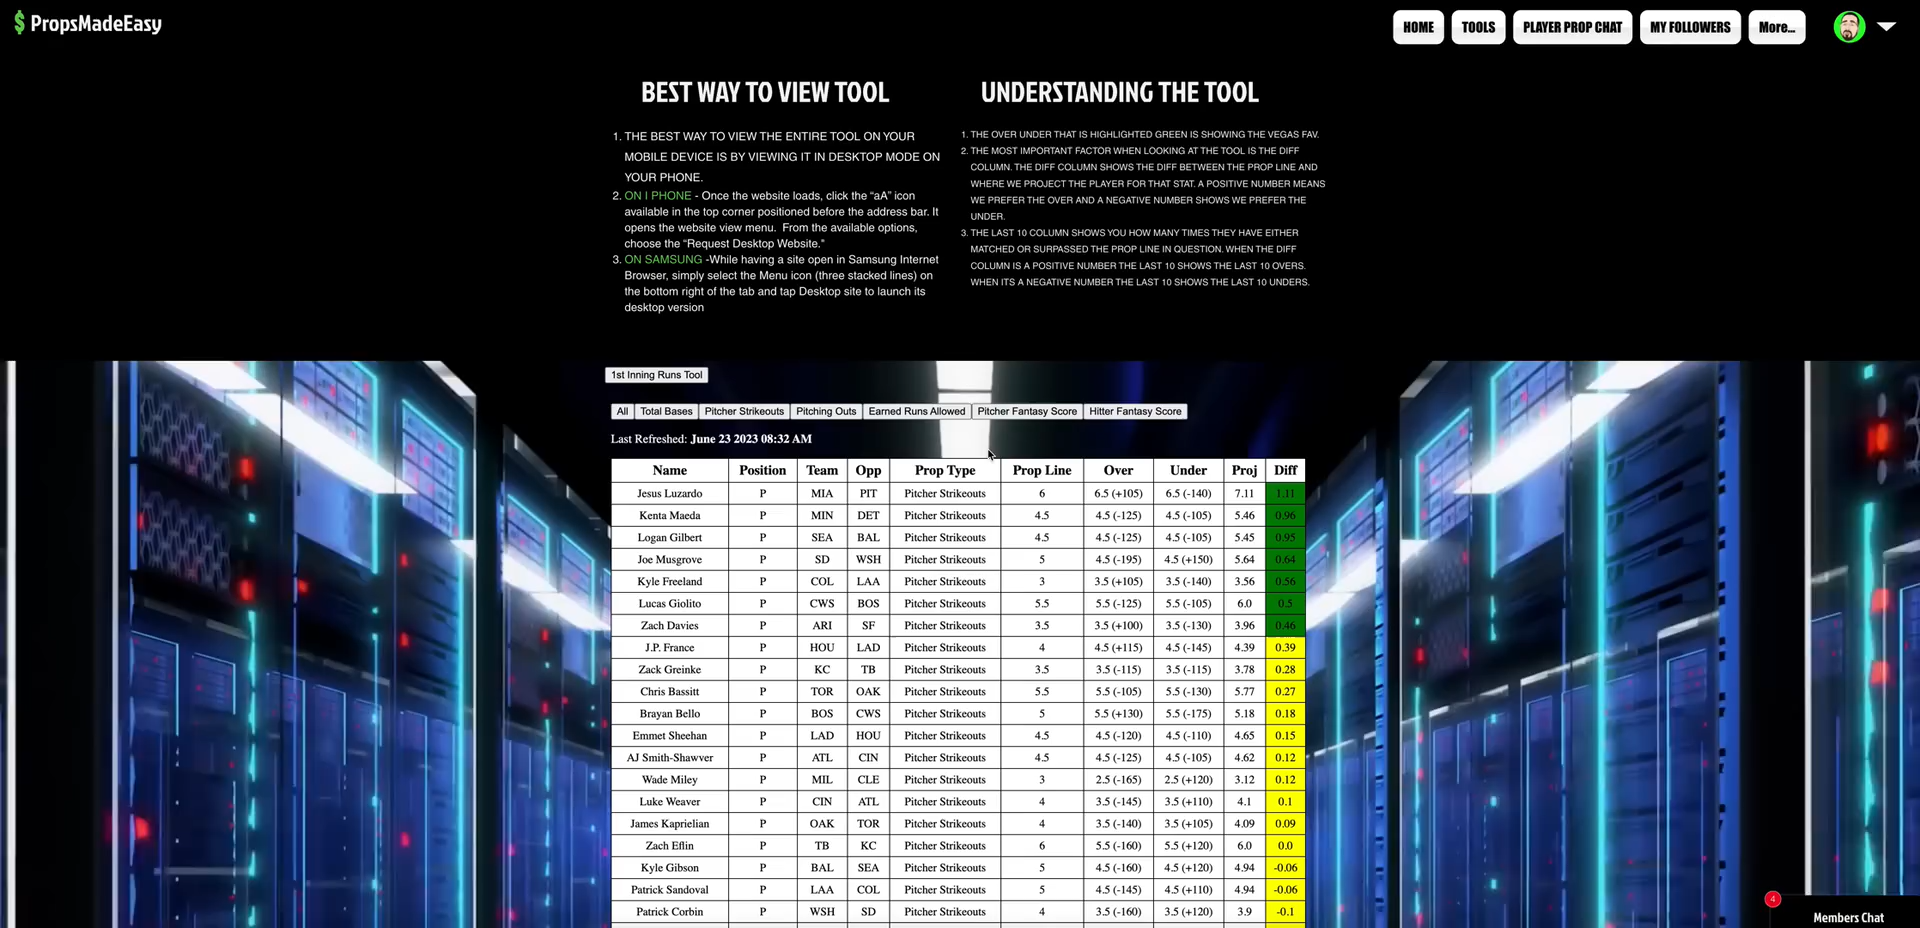 $ PropsMadeEasy
HOME TOOLS PLAYER PROP CHAT MY FOLLOWERS More...
BEST WAY TO VIEW TOOL
1. THE BEST WAY TO VIEW THE ENTIRE TOOL ON YOUR
MOBILE DEVICE IS BY VIEWING IT IN DESKTOP MODE ON
YOUR PHONE.
2. ON I PHONE - Once the website loads, click the “aA” icon
available in the top corner positioned before the address bar. It
opens the website view menu. From the available options,
choose the “Request Desktop Website.”
3. ON SAMSUNG -While having a site open in Samsung Internet
Browser, simply select the Menu icon (three stacked lines) on
the bottom right of the tab and tap Desktop site to launch its
desktop version
UNDERSTANDING THE TOOL
1. THE OVER UNDER THAT IS HIGHLIGHTED GREEN IS SHOWING THE VEGAS FAV.
2. THE MOST IMPORTANT FACTOR WHEN LOOKING AT THE TOOL IS THE DIFF
COLUMN. THE DIFF COLUMN SHOWS THE DIFF BETWEEN THE PROP LINE AND
WHERE WE PROJECT THE PLAYER FOR THAT STAT. A POSITIVE NUMBER MEANS
WE PREFER THE OVER AND A NEGATIVE NUMBER SHOWS WE PREFER THE
UNDER.
3. THE LAST 10 COLUMN SHOWS YOU HOW MANY TIMES THEY HAVE EITHER
MATCHED OR SURPASSED THE PROP LINE IN QUESTION. WHEN THE DIFF
COLUMN IS A POSITIVE NUMBER THE LAST 10 SHOWS THE LAST 10 OVERS.
WHEN ITS A NEGATIVE NUMBER THE LAST 10 SHOWS THE LAST 10 UNDERS.
1st Inning Runs Tool
All Total Bases Pitcher Strikeouts Pitching Outs Earned Runs Allowed Pitcher Fantasy Score Hitter Fantasy Score
Last Refreshed: June 23 2023 08:32 AM
Name Position Team Opp Prop Type Prop Line Over Under Proj Diff
Jesus Luzardo P MIA PIT Pitcher Strikeouts 6 6.5 (+105) 6.5 (-140) 7.11 1.11
Kenta Maeda P MIN DET Pitcher Strikeouts 4.5 4.5 (-125) 4.5 (-105) 5.46 0.96
Logan Gilbert P SEA BAL Pitcher Strikeouts 4.5 4.5 (-125) 4.5 (-105) 5.45 0.95
Joe Musgrove P SD WSH Pitcher Strikeouts 5 4.5 (-195) 4.5 (+150) 5.64 0.64
Kyle Freeland P COL LAA Pitcher Strikeouts 3 3.5 (+105) 3.5 (-140) 3.56 0.56
Lucas Giolito P CWS BOS Pitcher Strikeouts 5.5 5.5 (-125) 5.5 (-105) 6.0 0.5
Zach Davies P ARI SF Pitcher Strikeouts 3.5 3.5 (+100) 3.5 (-130) 3.96 0.46
J.P. France P HOU LAD Pitcher Strikeouts 4 4.5 (+115) 4.5 (-145) 4.39 0.39
Zack Greinke P KC TB Pitcher Strikeouts 3.5 3.5 (-115) 3.5 (-115) 3.78 0.28
Chris Bassitt P TOR OAK Pitcher Strikeouts 5.5 5.5 (-105) 5.5 (-130) 5.77 0.27
Brayan Bello P BOS CWS Pitcher Strikeouts 5 5.5 (+130) 5.5 (-175) 5.18 0.18
Emmet Sheehan P LAD HOU Pitcher Strikeouts 4.5 4.5 (-120) 4.5 (-110) 4.65 0.15
AJ Smith-Shawver P ATL CIN Pitcher Strikeouts 4.5 4.5 (-125) 4.5 (-105) 4.62 0.12
Wade Miley P MIL CLE Pitcher Strikeouts 3 2.5 (-165) 2.5 (+120) 3.12 0.12
Luke Weaver P CIN ATL Pitcher Strikeouts 4 3.5 (-145) 3.5 (+110) 4.1 0.1
James Kaprielian P OAK TOR Pitcher Strikeouts 4 3.5 (-140) 3.5 (+105) 4.09 0.09
Zach Eflin P TB KC Pitcher Strikeouts 6 5.5 (-160) 5.5 (+120) 6.0 0.0
Kyle Gibson P BAL SEA Pitcher Strikeouts 5 4.5 (-160) 4.5 (+120) 4.94 -0.06
Patrick Sandoval P LAA COL Pitcher Strikeouts 5 4.5 (-145) 4.5 (+110) 4.94 -0.06
Patrick Corbin P WSH SD Pitcher Strikeouts 4 3.5 (-160) 3.5 (+120) 3.9 -0.1
4
Members Chat